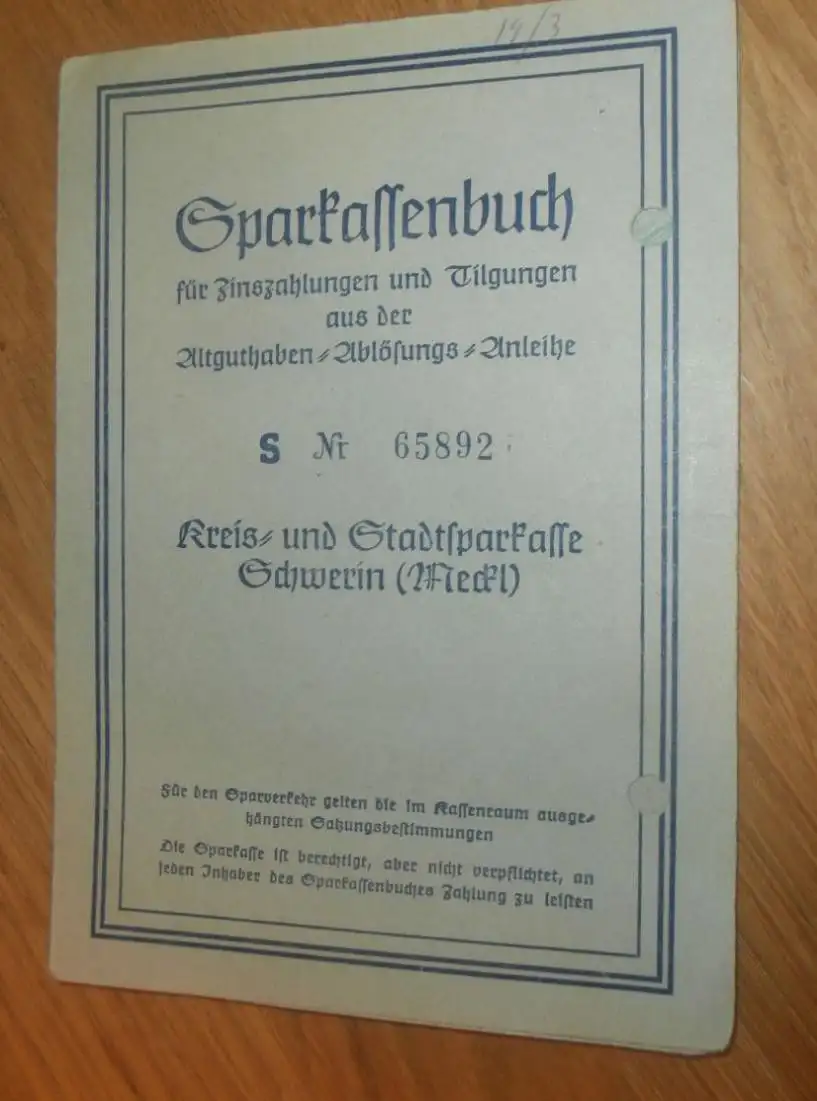 19/3
Sparkassenbuch
für Zinszahlungen und Tilgungen
aus der
Altguthaben-Ablösungs-Anleihe
S Nr 65892
Kreis- und Stadtsparkasse
Schwerin (Meckl)
Für den Sparverkehr gelten die im Kassenraum ausge-
hängten Satzungsbestimmungen
Die Sparkasse ist berechtigt, aber nicht verpflichtet, an
jeden Inhaber des Sparkassenbuches Zahlung zu leisten